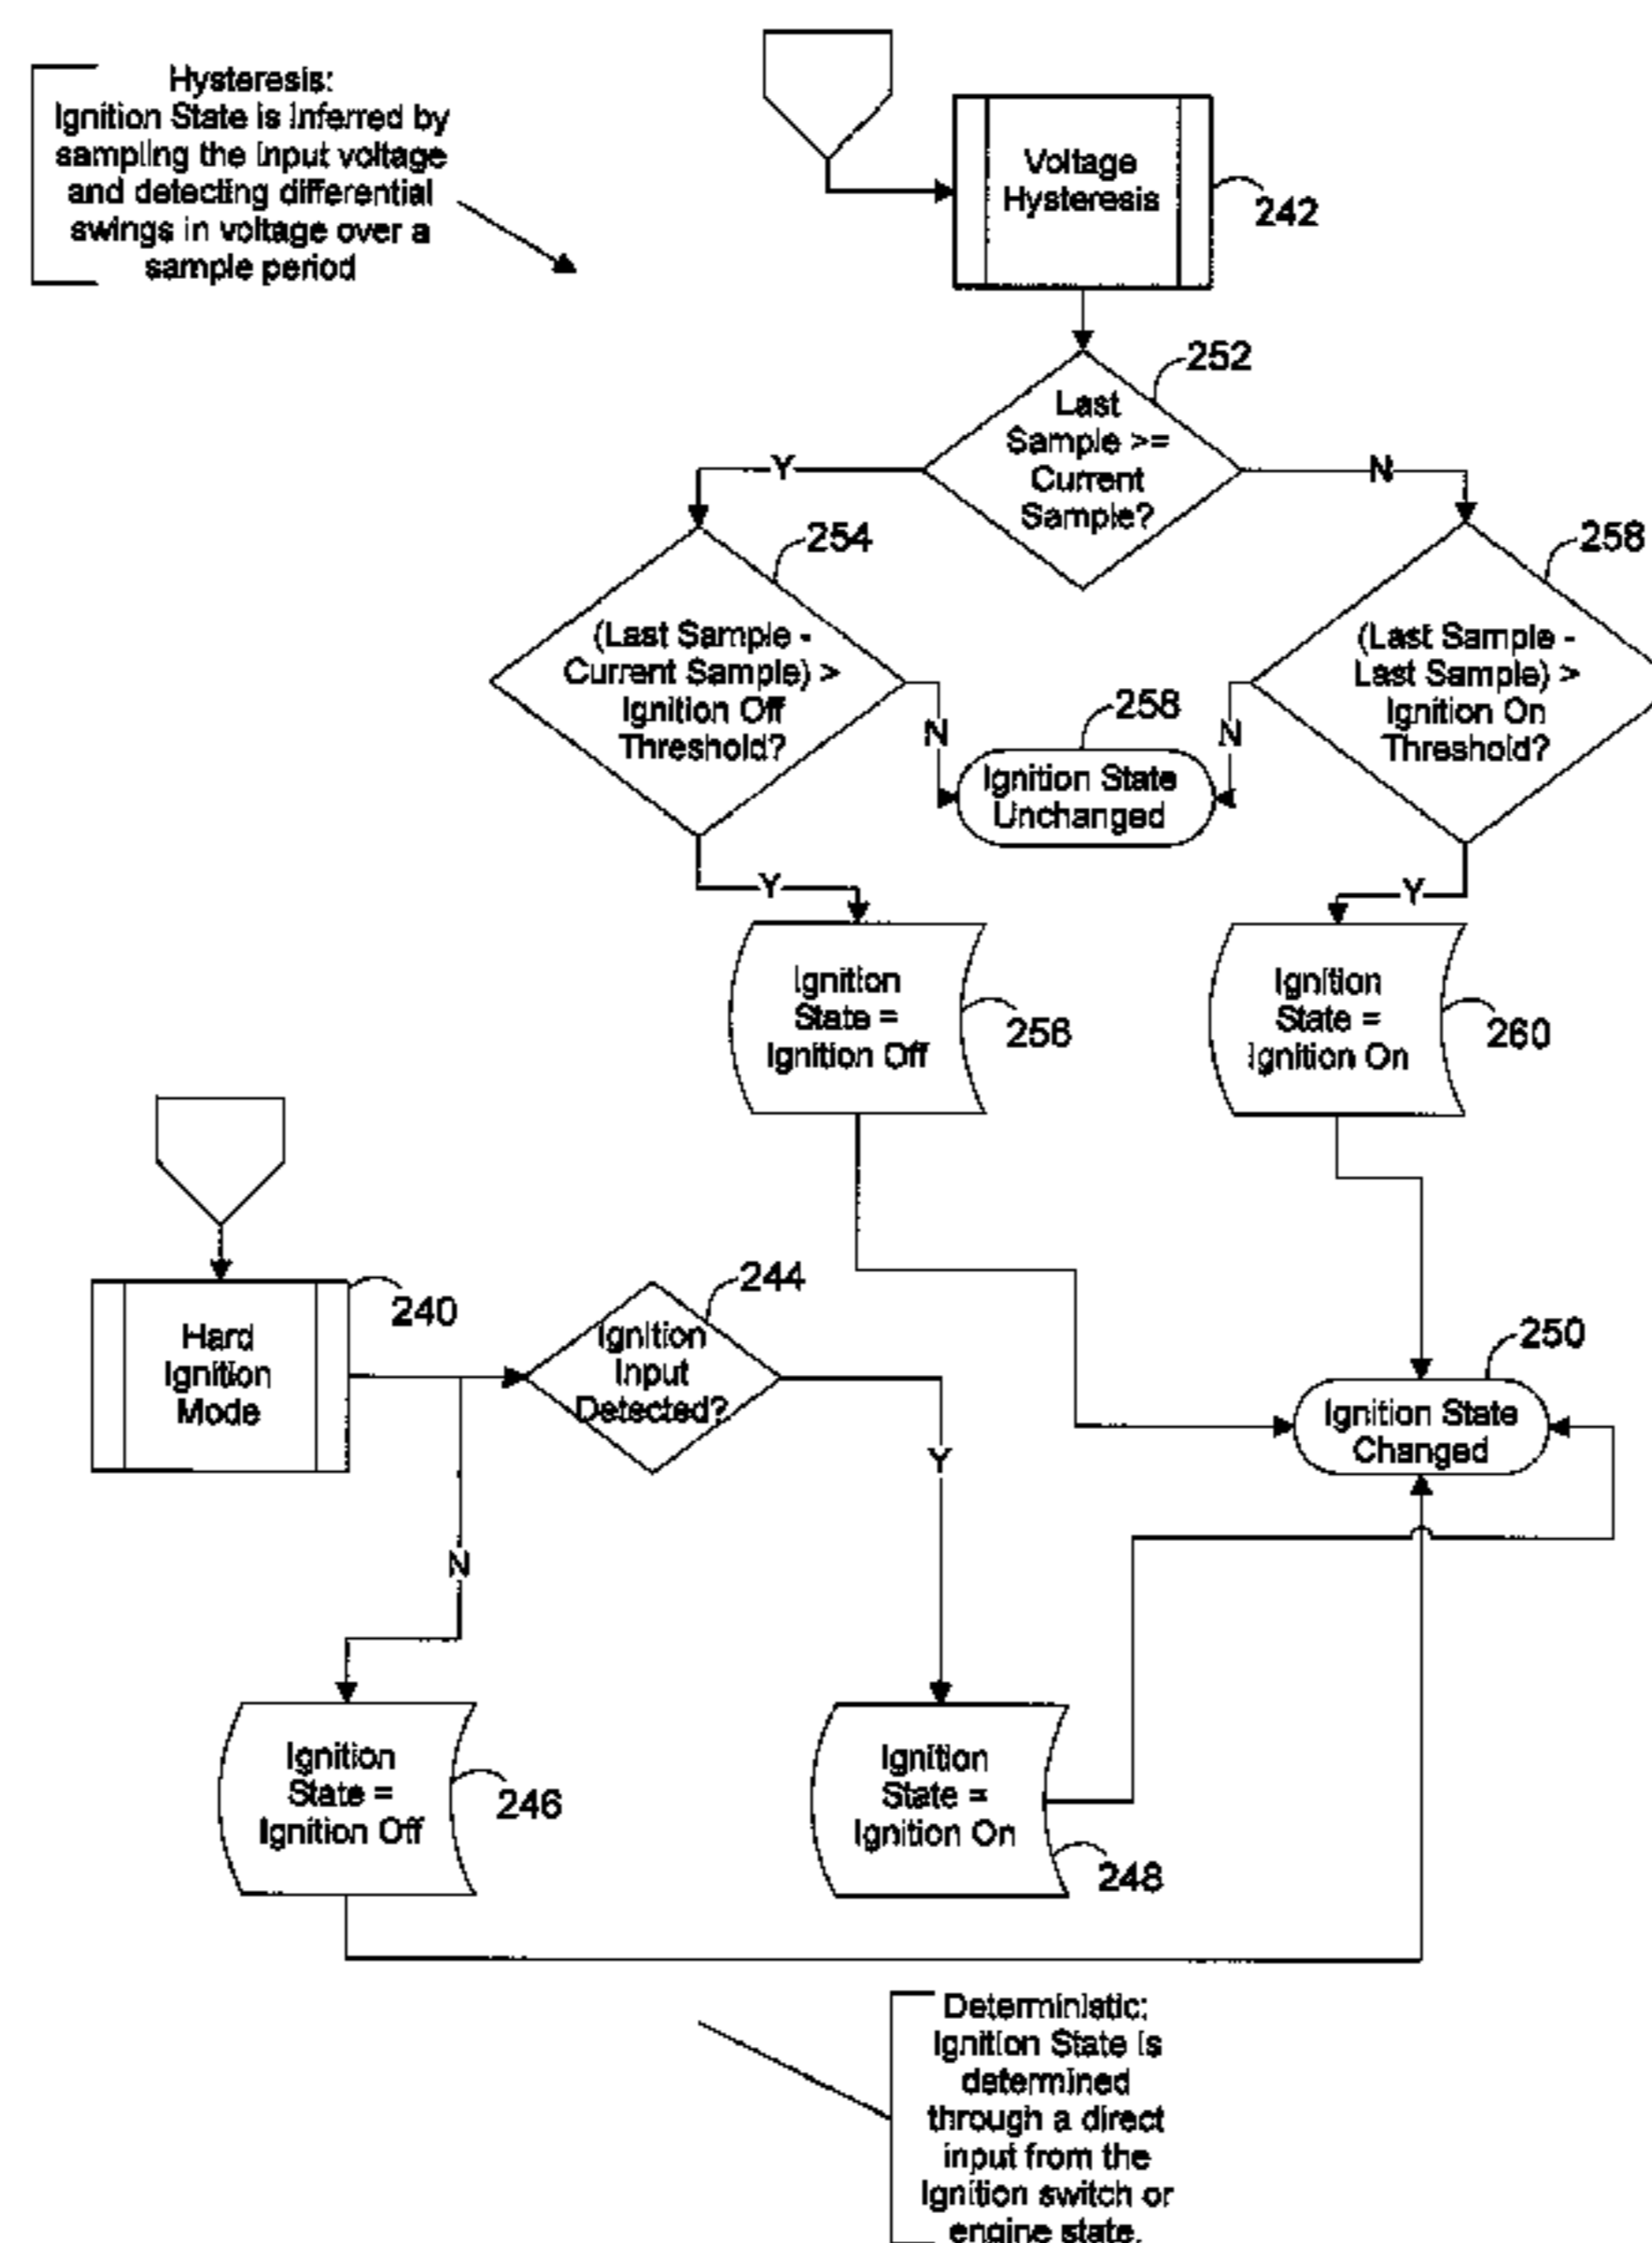 Hysteresis:
Ignition State is Inferred by
sampling the Input voltage
and detecting differential
swings in voltage over a
sample period
Voltage
Hysteresis
242
252
Last
Sample >=
Current
Sample?
Y
N
254
(Last Sample -
Current Sample) >
Ignition Off
Threshold?
258
(Last Sample -
Last Sample) >
Ignition On
Threshold?
N
258
N
Ignition State
Unchanged
Y
Y
Ignition
State =
Ignition Off
256
Ignition
State =
Ignition On
260
Hard
Ignition
Mode
240
244
Ignition
Input
Detected?
250
Ignition State
Changed
Y
N
Ignition
State =
Ignition Off
246
Ignition
State =
Ignition On
248
Deterministic:
Ignition State is
determined
through a direct
input from the
Ignition switch or
engine state.